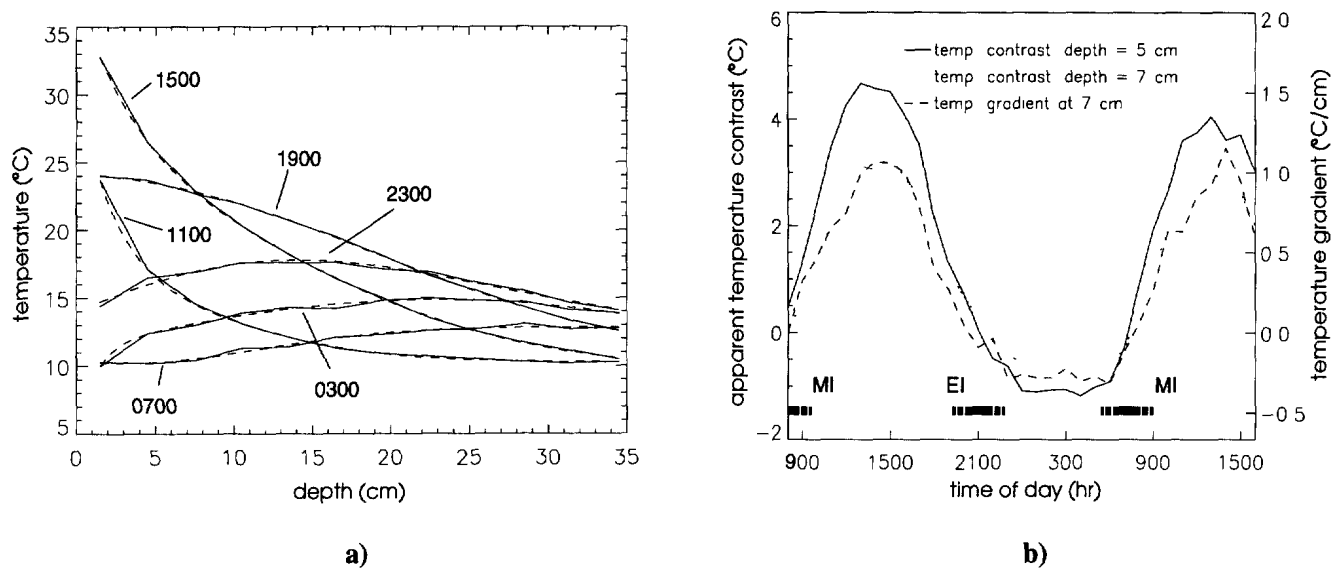 35
30
25
20
15
10
5
temperature (°C)
1500
1900
2300
1100
0300
0700
0 5 10 15 20 25 30 35
depth (cm)
a)
6
4
2
0
−2
apparent temperature contrast (°C)
temp contrast depth = 5 cm
temp contrast depth = 7 cm
temp gradient at 7 cm
MI EI MI
2 0
1 5
1 0
0 5
0 0
−0 5
temperature gradient (°C/cm)
900 1500 2100 300 900 1500
time of day (hr)
b)